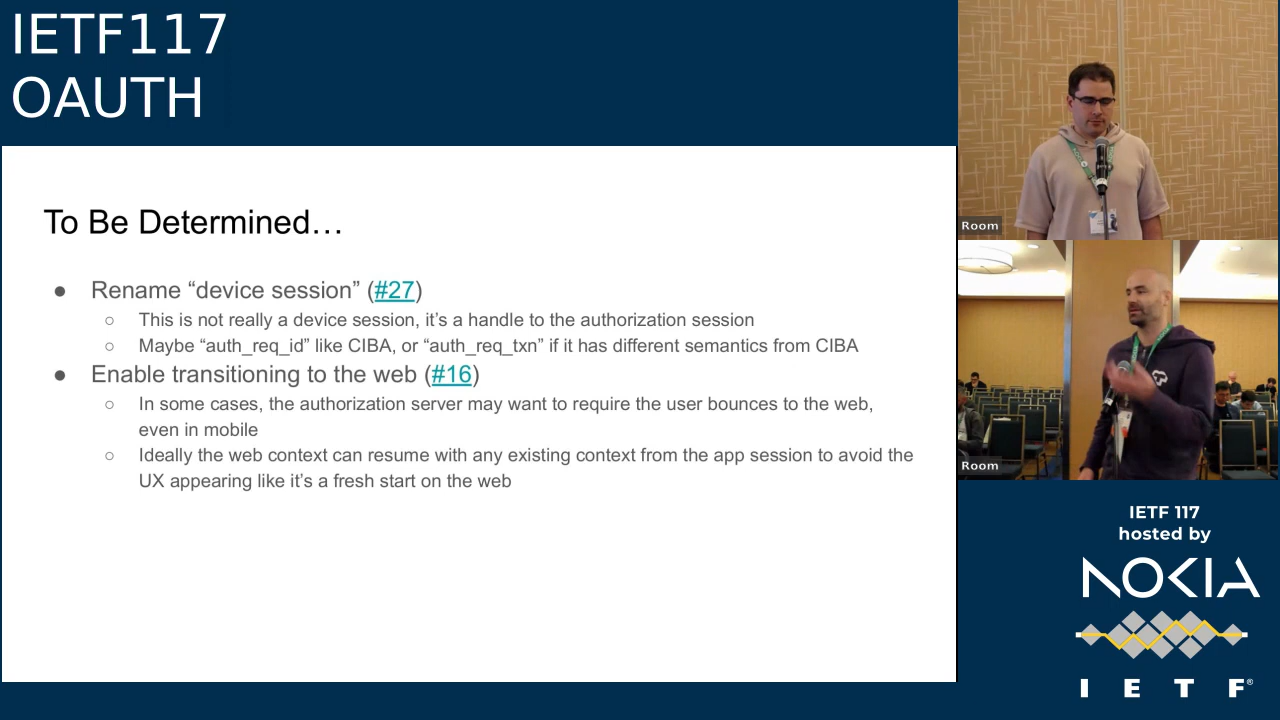 IETF117
OAUTH
To Be Determined…
● Rename “device session” (#27)
○ This is not really a device session, it’s a handle to the authorization session
○ Maybe “auth_req_id” like CIBA, or “auth_req_txn” if it has different semantics from CIBA
● Enable transitioning to the web (#16)
○ In some cases, the authorization server may want to require the user bounces to the web,
even in mobile
○ Ideally the web context can resume with any existing context from the app session to avoid the
UX appearing like it’s a fresh start on the web
Room
Room
IETF 117
hosted by
NOKIA
I E T F®